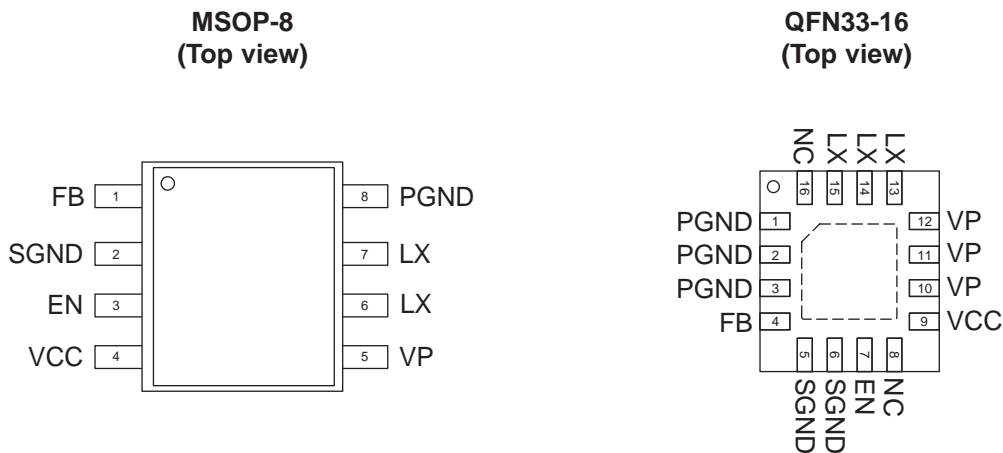 MSOP-8
(Top view)
FB 1
SGND 2
EN 3
VCC 4
8 PGND
7 LX
6 LX
5 VP
QFN33-16
(Top view)
NC LX LX LX
16 15 14 13
PGND 1
PGND 2
PGND 3
FB 4
12 VP
11 VP
10 VP
9 VCC
5 6 7 8
SGND SGND EN NC